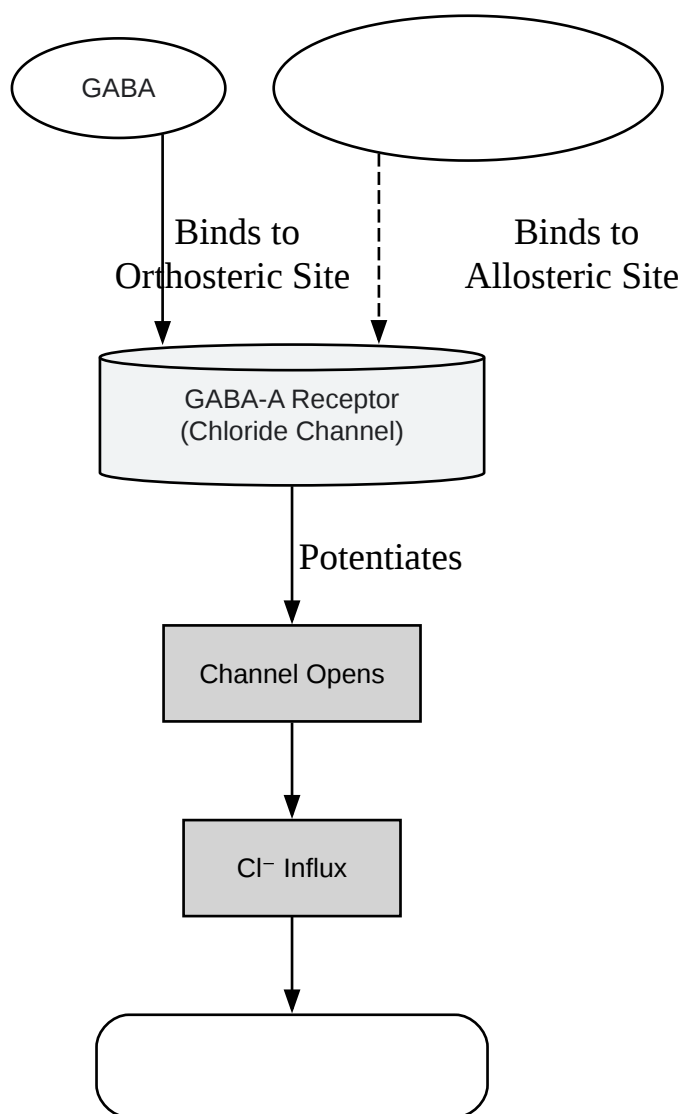 GABA
Binds to
Orthosteric Site
Binds to
Allosteric Site
GABA-A Receptor
(Chloride Channel)
Potentiates
Channel Opens
Cl⁻ Influx